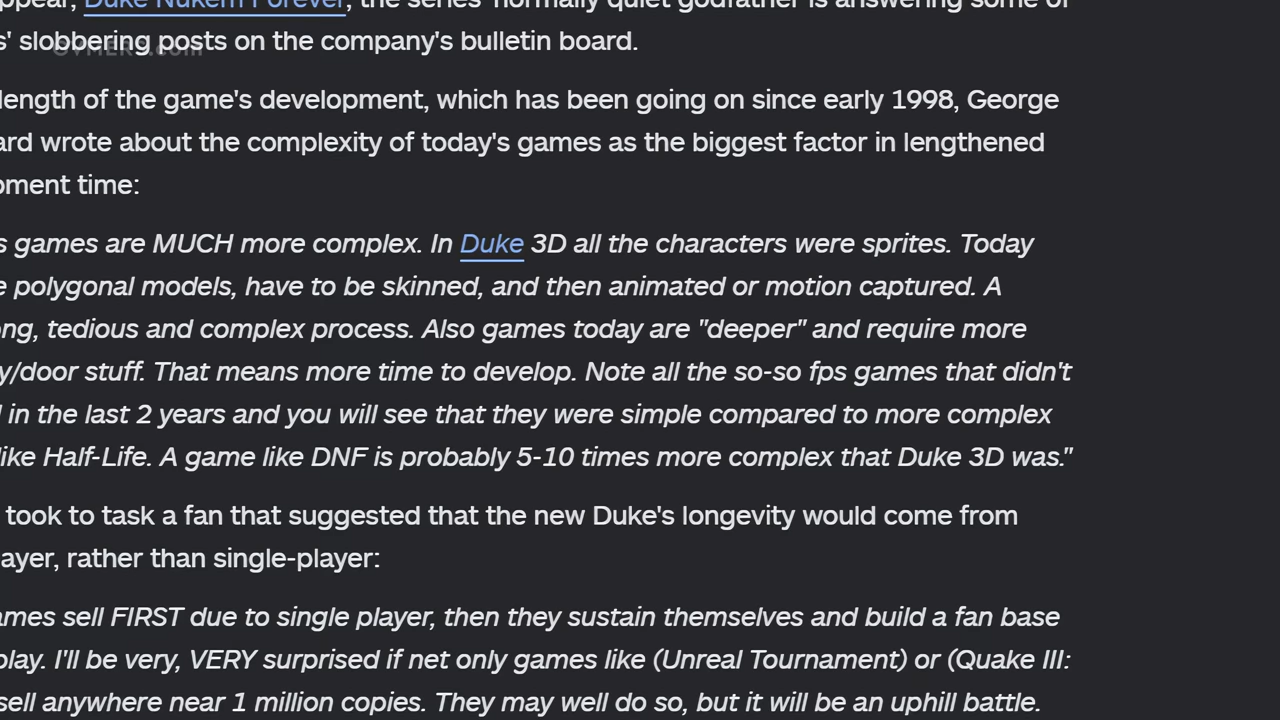 ppear, Duke Nukem Forever, the series' normally quiet godfather is answering some of
s' slobbering posts on the company's bulletin board.
length of the game's development, which has been going on since early 1998, George
ard wrote about the complexity of today's games as the biggest factor in lengthened
pment time:
s games are MUCH more complex. In Duke 3D all the characters were sprites. Today
e polygonal models, have to be skinned, and then animated or motion captured. A
ong, tedious and complex process. Also games today are "deeper" and require more
y/door stuff. That means more time to develop. Note all the so-so fps games that didn't
l in the last 2 years and you will see that they were simple compared to more complex
like Half-Life. A game like DNF is probably 5-10 times more complex that Duke 3D was."
took to task a fan that suggested that the new Duke's longevity would come from
ayer, rather than single-player:
ames sell FIRST due to single player, then they sustain themselves and build a fan base
play. I'll be very, VERY surprised if net only games like (Unreal Tournament) or (Quake III:
sell anywhere near 1 million copies. They may well do so, but it will be an uphill battle.